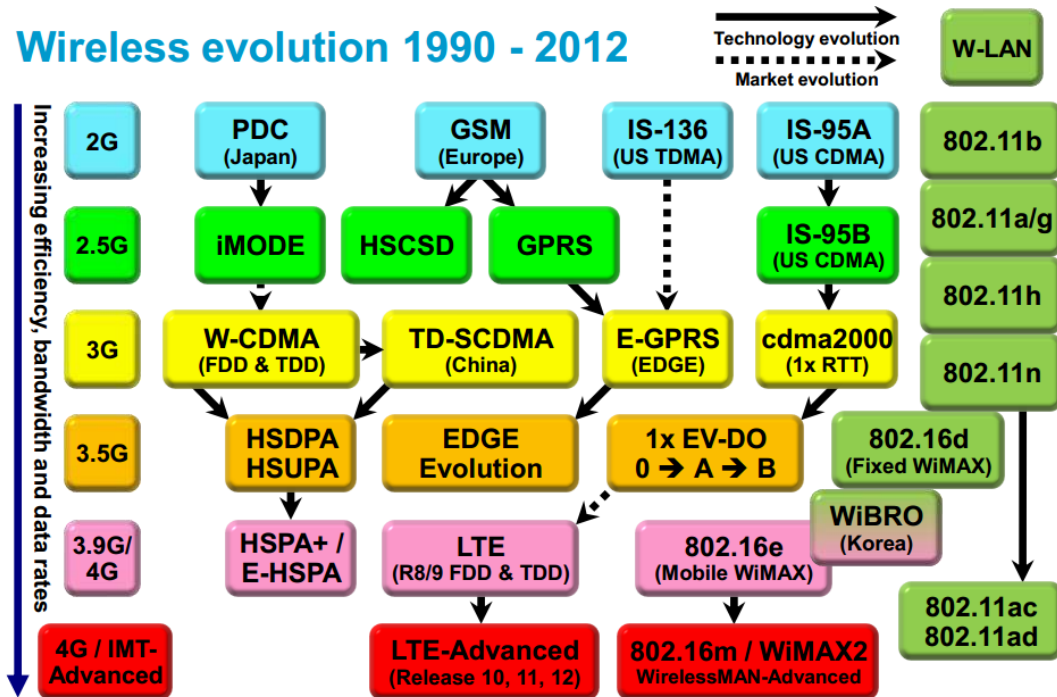 Wireless evolution 1990 - 2012
Technology evolution
Market evolution
W-LAN
Increasing efficiency, bandwidth and data rates
2G
PDC
(Japan)
GSM
(Europe)
IS-136
(US TDMA)
IS-95A
(US CDMA)
802.11b
2.5G
iMODE
HSCSD
GPRS
IS-95B
(US CDMA)
802.11a/g
802.11h
3G
W-CDMA
(FDD & TDD)
TD-SCDMA
(China)
E-GPRS
(EDGE)
cdma2000
(1x RTT)
802.11n
3.5G
HSDPA
HSUPA
EDGE
Evolution
1x EV-DO
0 → A → B
802.16d
(Fixed WiMAX)
WiBRO
(Korea)
3.9G/
4G
HSPA+ /
E-HSPA
LTE
(R8/9 FDD & TDD)
802.16e
(Mobile WiMAX)
802.11ac
802.11ad
4G / IMT-
Advanced
LTE-Advanced
(Release 10, 11, 12)
802.16m / WiMAX2
WirelessMAN-Advanced